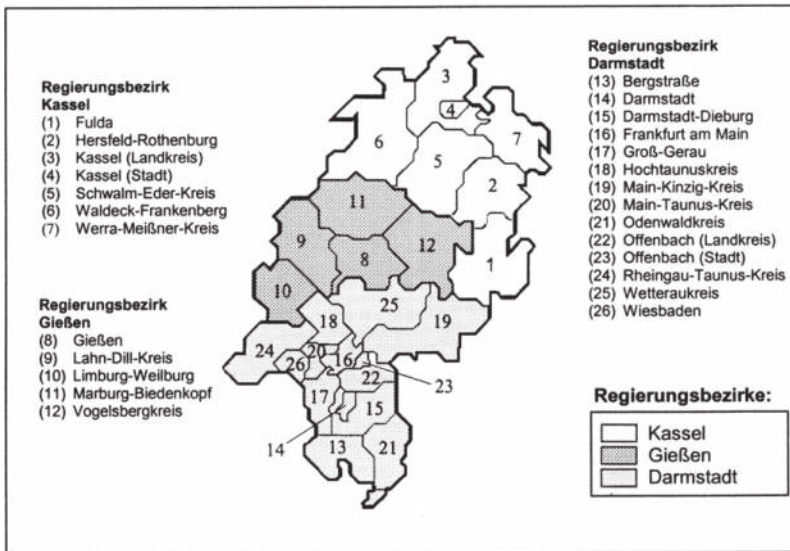 Regierungsbezirk
Kassel
(1) Fulda
(2) Hersfeld-Rothenburg
(3) Kassel (Landkreis)
(4) Kassel (Stadt)
(5) Schwalm-Eder-Kreis
(6) Waldeck-Frankenberg
(7) Werra-Meißner-Kreis
Regierungsbezirk
Gießen
(8) Gießen
(9) Lahn-Dill-Kreis
(10) Limburg-Weilburg
(11) Marburg-Biedenkopf
(12) Vogelsbergkreis
3
4
7
6
5
2
11
9
12
8
1
10
25
18
19
24
20
16
26
22
23
17
15
14
13
21
Regierungsbezirk
Darmstadt
(13) Bergstraße
(14) Darmstadt
(15) Darmstadt-Dieburg
(16) Frankfurt am Main
(17) Groß-Gerau
(18) Hochtaunuskreis
(19) Main-Kinzig-Kreis
(20) Main-Taunus-Kreis
(21) Odenwaldkreis
(22) Offenbach (Landkreis)
(23) Offenbach (Stadt)
(24) Rheingau-Taunus-Kreis
(25) Wetteraukreis
(26) Wiesbaden
Regierungsbezirke:
Kassel
Gießen
Darmstadt